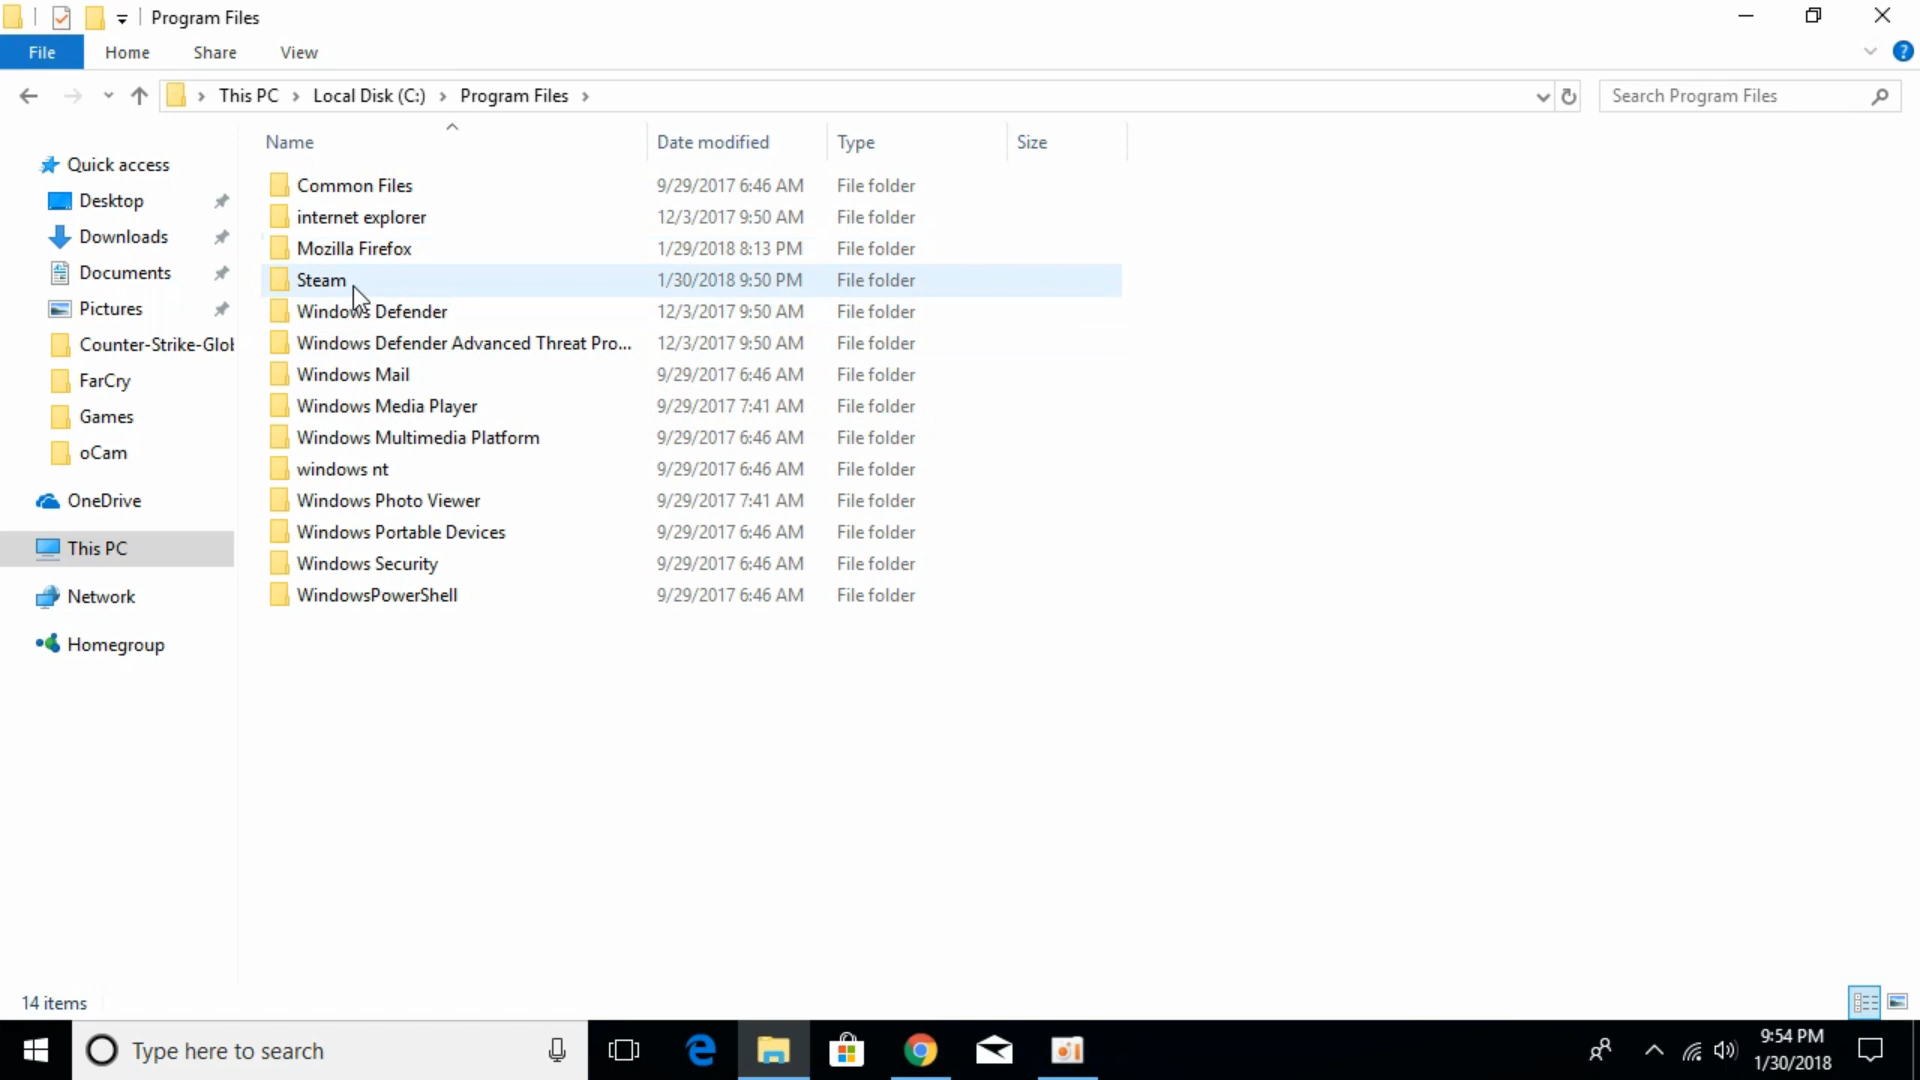 Program Files
File Home Share View
This PC Local Disk (C:) Program Files
Search Program Files
Name Date modified Type Size
Quick access
Desktop
Downloads
Documents
Pictures
Counter-Strike-Glol
FarCry
Games
oCam
OneDrive
This PC
Network
Homegroup
Common Files 9/29/2017 6:46 AM File folder
internet explorer 12/3/2017 9:50 AM File folder
Mozilla Firefox 1/29/2018 8:13 PM File folder
Steam 1/30/2018 9:50 PM File folder
Windows Defender 12/3/2017 9:50 AM File folder
Windows Defender Advanced Threat Pro... 12/3/2017 9:50 AM File folder
Windows Mail 9/29/2017 6:46 AM File folder
Windows Media Player 9/29/2017 7:41 AM File folder
Windows Multimedia Platform 9/29/2017 6:46 AM File folder
windows nt 9/29/2017 6:46 AM File folder
Windows Photo Viewer 9/29/2017 7:41 AM File folder
Windows Portable Devices 9/29/2017 6:46 AM File folder
Windows Security 9/29/2017 6:46 AM File folder
WindowsPowerShell 9/29/2017 6:46 AM File folder
14 items
Type here to search
9:54 PM
1/30/2018